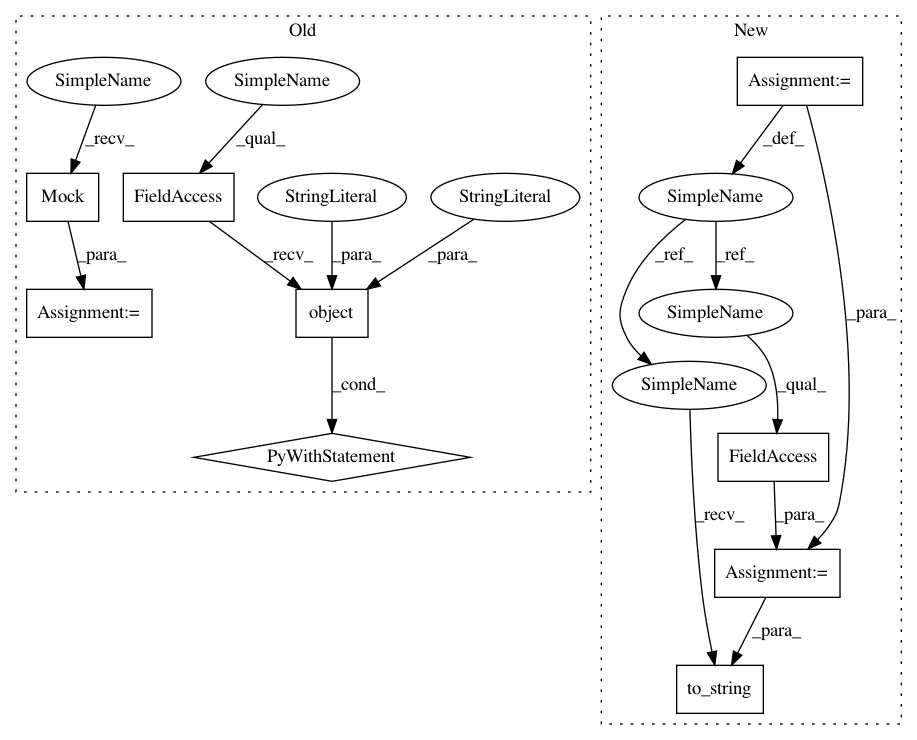 Old
New
SimpleName
SimpleName
Assignment:=
_recv_
_qual_
_def_
Mock
FieldAccess
StringLiteral
StringLiteral
SimpleName
_para_
_recv_
_para_
_para_
_ref_
_ref_
Assignment:=
object
SimpleName
_para_
_cond_
SimpleName
_qual_
PyWithStatement
FieldAccess
_recv_
_para_
Assignment:=
_para_
to_string